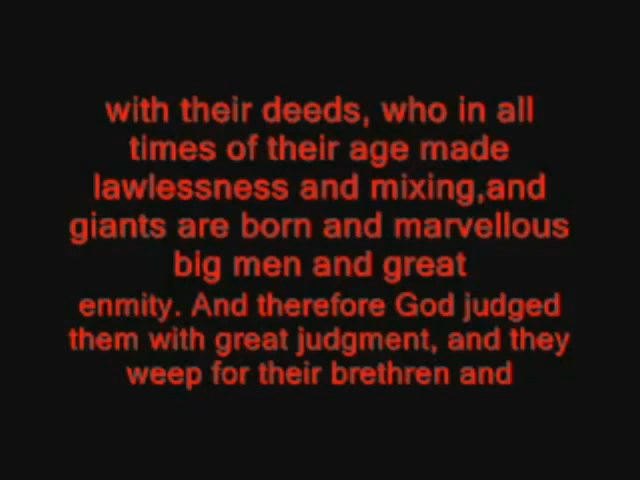 with their deeds, who in all
times of their age made
lawlessness and mixing,and
giants are born and marvellous
big men and great
enmity. And therefore God judged
them with great judgment, and they
weep for their brethren and